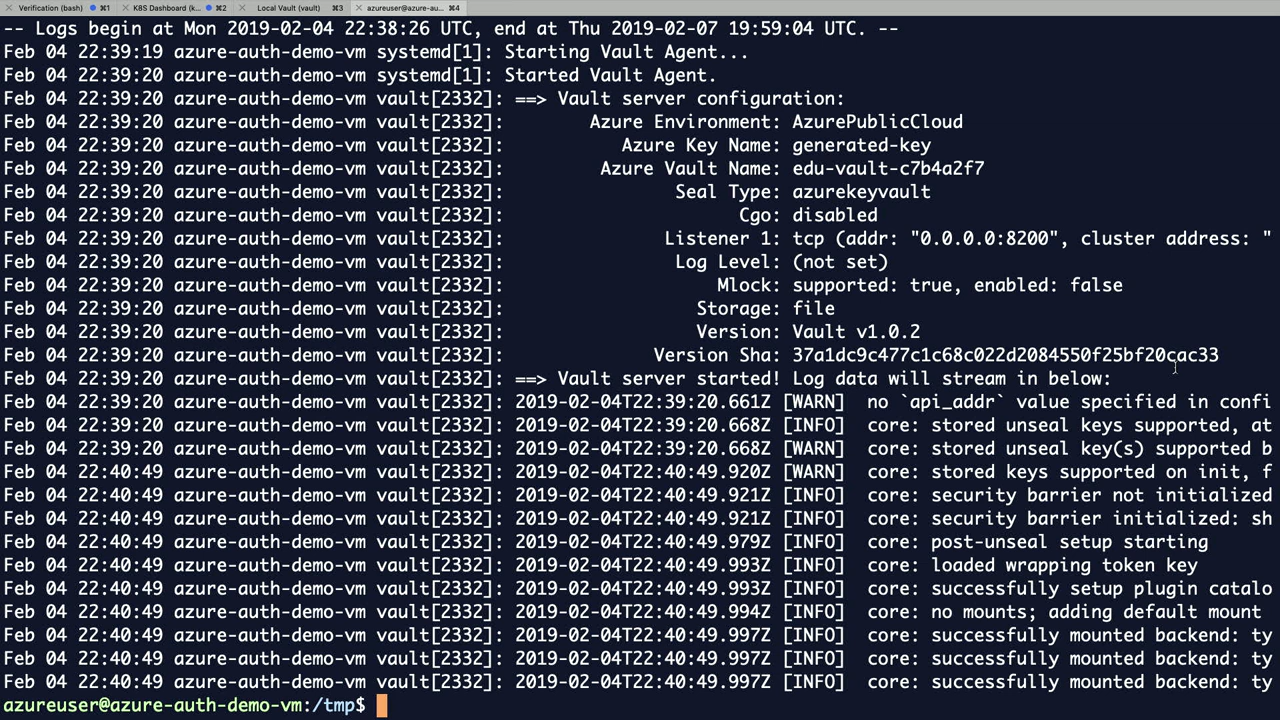 Verification (bash) ⌘1 K8S Dashboard (k... ⌘2 Local Vault (vault) ⌘3 azureuser@azure-au... ⌘4
-- Logs begin at Mon 2019-02-04 22:38:26 UTC, end at Thu 2019-02-07 19:59:04 UTC. --
Feb 04 22:39:19 azure-auth-demo-vm systemd[1]: Starting Vault Agent...
Feb 04 22:39:20 azure-auth-demo-vm systemd[1]: Started Vault Agent.
Feb 04 22:39:20 azure-auth-demo-vm vault[2332]: ==> Vault server configuration:
Feb 04 22:39:20 azure-auth-demo-vm vault[2332]: Azure Environment: AzurePublicCloud
Feb 04 22:39:20 azure-auth-demo-vm vault[2332]: Azure Key Name: generated-key
Feb 04 22:39:20 azure-auth-demo-vm vault[2332]: Azure Vault Name: edu-vault-c7b4a2f7
Feb 04 22:39:20 azure-auth-demo-vm vault[2332]: Seal Type: azurekeyvault
Feb 04 22:39:20 azure-auth-demo-vm vault[2332]: Cgo: disabled
Feb 04 22:39:20 azure-auth-demo-vm vault[2332]: Listener 1: tcp (addr: "0.0.0.0:8200", cluster address: "
Feb 04 22:39:20 azure-auth-demo-vm vault[2332]: Log Level: (not set)
Feb 04 22:39:20 azure-auth-demo-vm vault[2332]: Mlock: supported: true, enabled: false
Feb 04 22:39:20 azure-auth-demo-vm vault[2332]: Storage: file
Feb 04 22:39:20 azure-auth-demo-vm vault[2332]: Version: Vault v1.0.2
Feb 04 22:39:20 azure-auth-demo-vm vault[2332]: Version Sha: 37a1dc9c477c1c68c022d2084550f25bf20cac33
Feb 04 22:39:20 azure-auth-demo-vm vault[2332]: ==> Vault server started! Log data will stream in below:
Feb 04 22:39:20 azure-auth-demo-vm vault[2332]: 2019-02-04T22:39:20.661Z [WARN] no `api_addr` value specified in confi
Feb 04 22:39:20 azure-auth-demo-vm vault[2332]: 2019-02-04T22:39:20.668Z [INFO] core: stored unseal keys supported, at
Feb 04 22:39:20 azure-auth-demo-vm vault[2332]: 2019-02-04T22:39:20.668Z [WARN] core: stored unseal key(s) supported b
Feb 04 22:40:49 azure-auth-demo-vm vault[2332]: 2019-02-04T22:40:49.920Z [WARN] core: stored keys supported on init, f
Feb 04 22:40:49 azure-auth-demo-vm vault[2332]: 2019-02-04T22:40:49.921Z [INFO] core: security barrier not initialized
Feb 04 22:40:49 azure-auth-demo-vm vault[2332]: 2019-02-04T22:40:49.921Z [INFO] core: security barrier initialized: sh
Feb 04 22:40:49 azure-auth-demo-vm vault[2332]: 2019-02-04T22:40:49.979Z [INFO] core: post-unseal setup starting
Feb 04 22:40:49 azure-auth-demo-vm vault[2332]: 2019-02-04T22:40:49.993Z [INFO] core: loaded wrapping token key
Feb 04 22:40:49 azure-auth-demo-vm vault[2332]: 2019-02-04T22:40:49.993Z [INFO] core: successfully setup plugin catalo
Feb 04 22:40:49 azure-auth-demo-vm vault[2332]: 2019-02-04T22:40:49.994Z [INFO] core: no mounts; adding default mount
Feb 04 22:40:49 azure-auth-demo-vm vault[2332]: 2019-02-04T22:40:49.997Z [INFO] core: successfully mounted backend: ty
Feb 04 22:40:49 azure-auth-demo-vm vault[2332]: 2019-02-04T22:40:49.997Z [INFO] core: successfully mounted backend: ty
Feb 04 22:40:49 azure-auth-demo-vm vault[2332]: 2019-02-04T22:40:49.997Z [INFO] core: successfully mounted backend: ty
azureuser@azure-auth-demo-vm:/tmp$